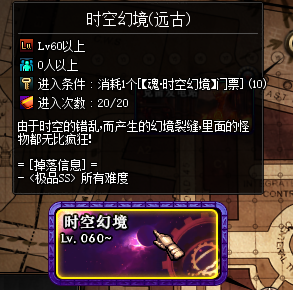 时空幻境(远古)
Lv Lv60以上
0人以上
进入条件：消耗1个[【魂·时空幻境】门票] (10)
进入次数：20/20
由于时空的错乱,而产生的幻境裂缝,里面的怪
物都无比疯狂!
= [掉落信息] =
- <极品SS> 所有难度
时空幻境
Lv. 060~